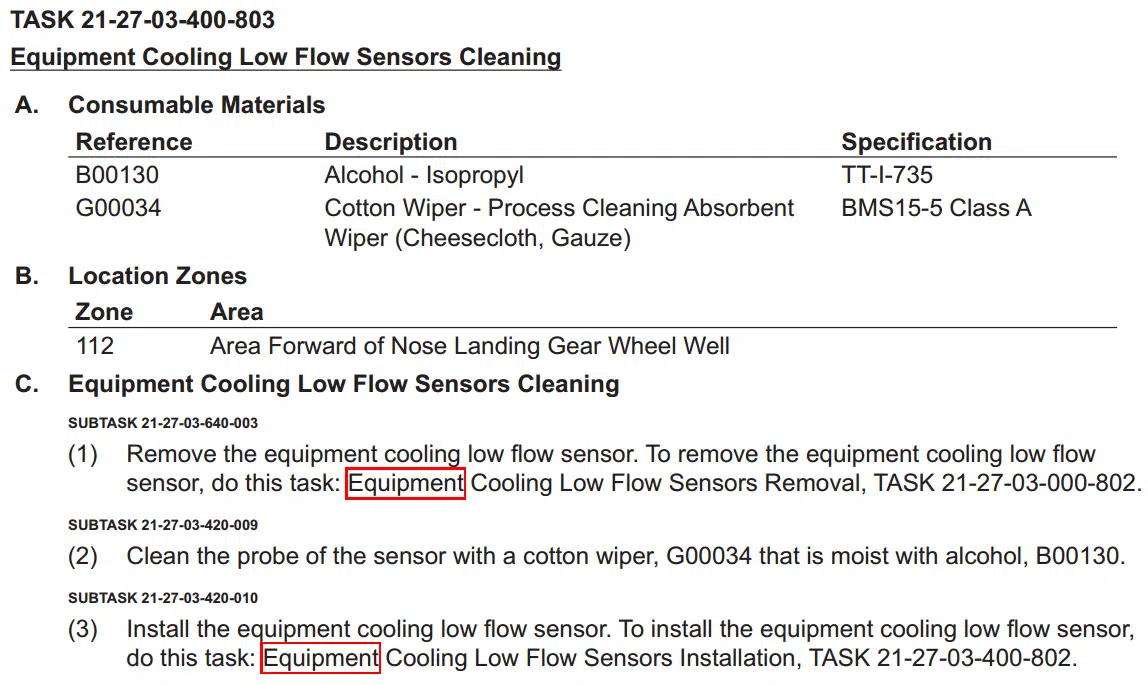 TASK 21-27-03-400-803
Equipment Cooling Low Flow Sensors Cleaning
A. Consumable Materials
Reference Description Specification
B00130 Alcohol - Isopropyl TT-I-735
G00034 Cotton Wiper - Process Cleaning Absorbent BMS15-5 Class A
Wiper (Cheesecloth, Gauze)
B. Location Zones
Zone Area
112 Area Forward of Nose Landing Gear Wheel Well
C. Equipment Cooling Low Flow Sensors Cleaning
SUBTASK 21-27-03-640-003
(1) Remove the equipment cooling low flow sensor. To remove the equipment cooling low flow
sensor, do this task: Equipment Cooling Low Flow Sensors Removal, TASK 21-27-03-000-802.
SUBTASK 21-27-03-420-009
(2) Clean the probe of the sensor with a cotton wiper, G00034 that is moist with alcohol, B00130.
SUBTASK 21-27-03-420-010
(3) Install the equipment cooling low flow sensor. To install the equipment cooling low flow sensor,
do this task: Equipment Cooling Low Flow Sensors Installation, TASK 21-27-03-400-802.